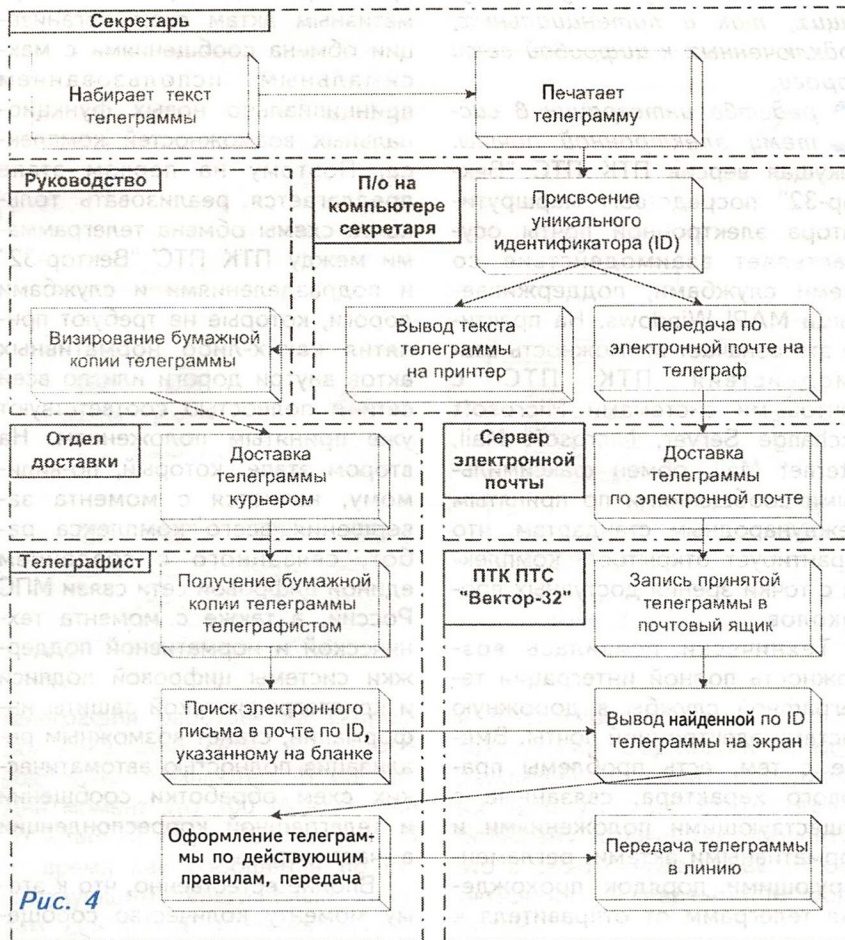 Секретарь
Набирает текст
телеграммы
Печатает
телеграмму
Руководство
П/о на
компьютере
секретаря
Присвоение
уникального
идентификатора (ID)
Визирование бумажной
копии телеграммы
Вывод текста
телеграммы
на принтер
Передача по
электронной почте на
телеграф
Отдел
доставки
Доставка
телеграммы
курьером
Сервер
электронной
почты
Доставка
телеграммы
по электронной почте
Телеграфист
Получение бумажной
копии телеграммы
телеграфистом
ПТК ПТС
"Вектор-32"
Запись принятой
телеграммы в
почтовый ящик
Поиск электронного
письма в почте по ID,
указанному на бланке
Вывод найденной по ID
телеграммы на экран
Оформление телеграм-
мы по действующим
правилам, передача
Передача телеграммы
в линию
Рис. 4